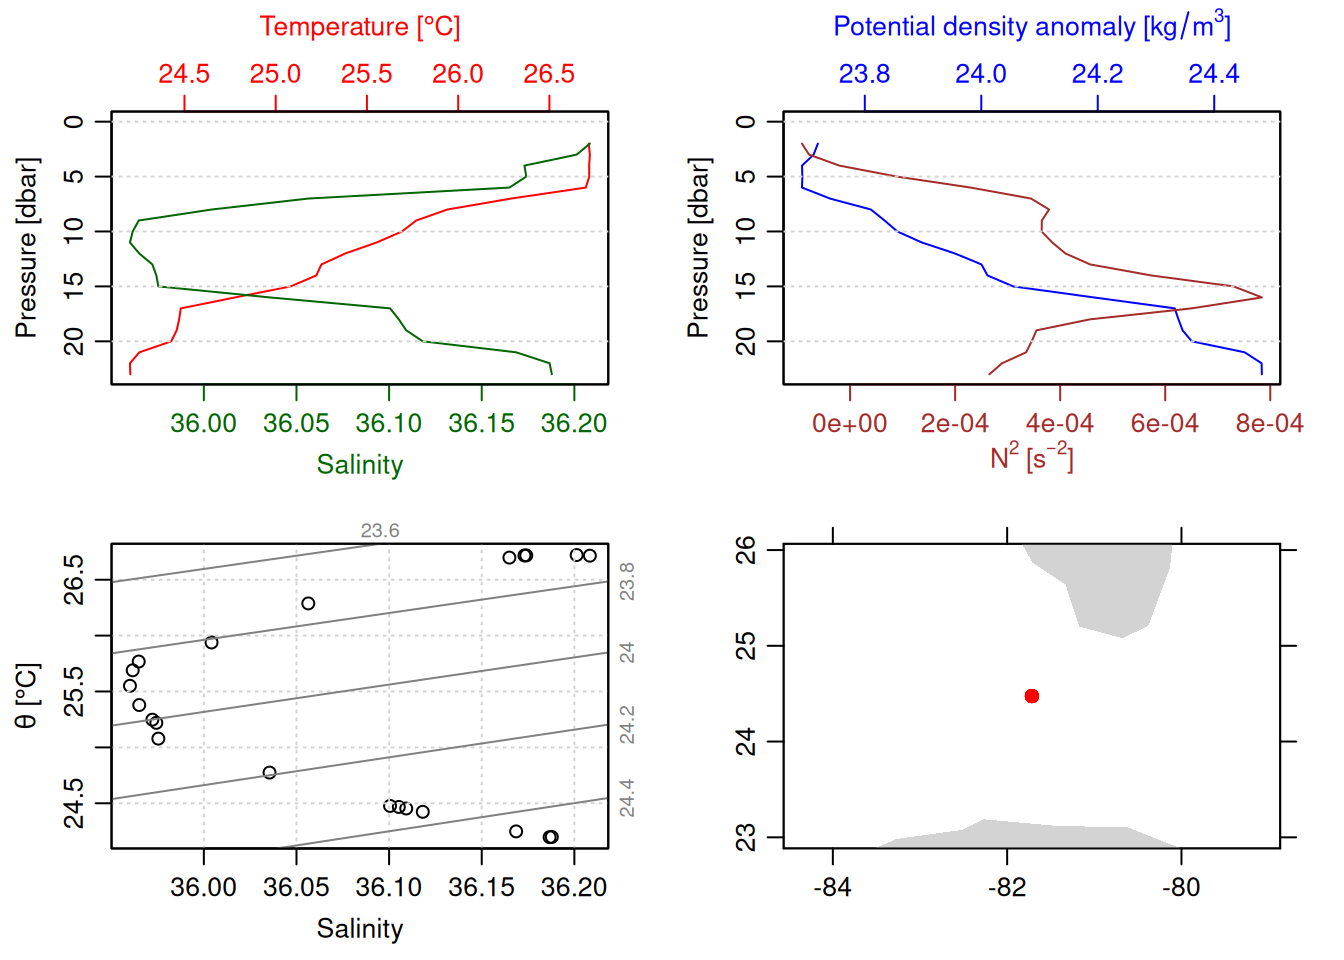 Temperature [°C]
24.5 25.0 25.5 26.0 26.5
Pressure [dbar]
0 5 10 15 20
36.00 36.05 36.10 36.15 36.20
Salinity
Potential density anomaly [kg/m³]
23.8 24.0 24.2 24.4
Pressure [dbar]
0 5 10 15 20
0e+00 2e-04 4e-04 6e-04 8e-04
N² [s⁻²]
23.6
23.8
24
24.2
24.4
θ [°C]
26.5
25.5
24.5
36.00 36.05 36.10 36.15 36.20
Salinity
26
25
24
23
-84 -82 -80